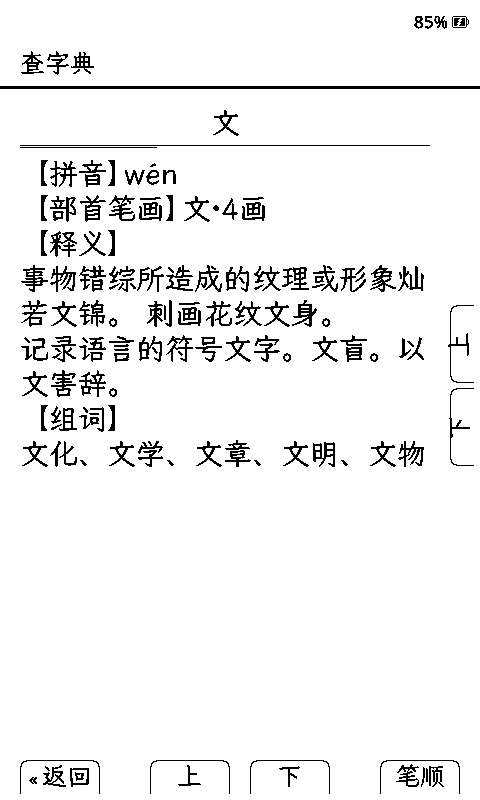 85%
查字典
文
【拼音】wén
【部首笔画】文·4画
【释义】
事物错综所造成的纹理或形象灿
若文锦。 刺画花纹文身。
记录语言的符号文字。文盲。以
文害辞。
【组词】
文化、文学、文章、文明、文物
上
下
«返回
上
下
笔顺